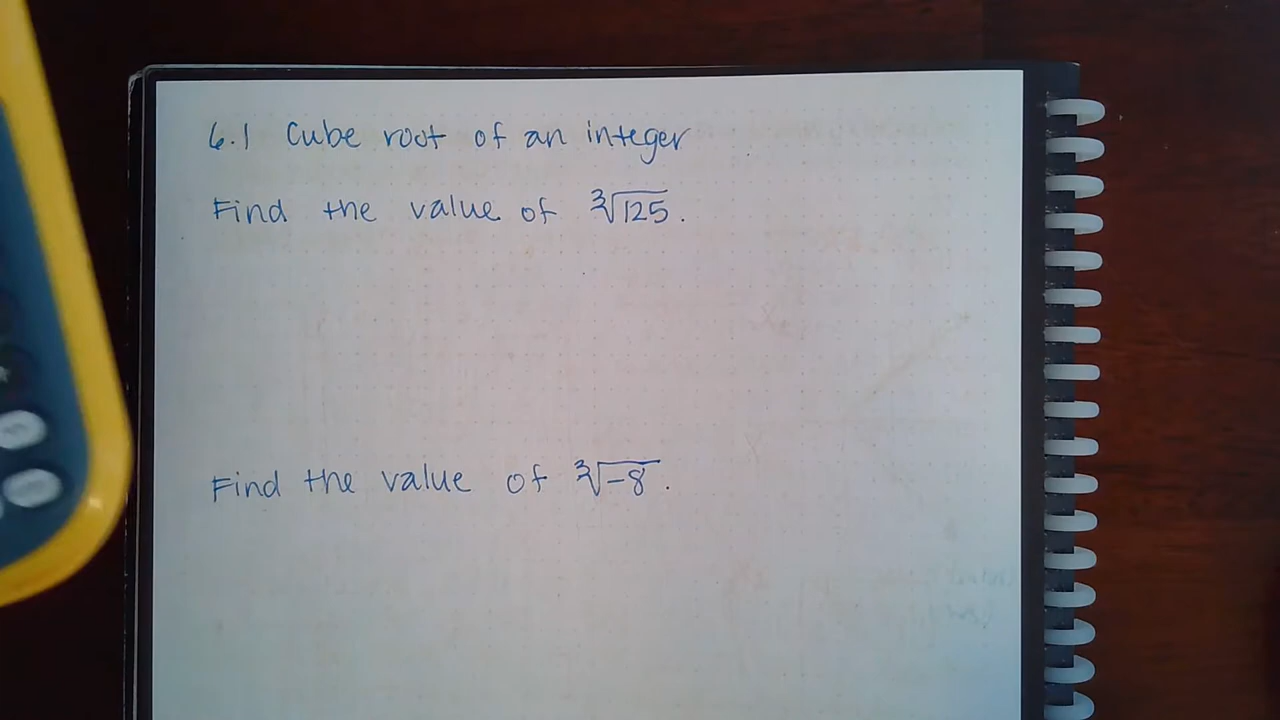 6.1 Cube root of an integer
Find the value of ∛125.
Find the value of ∛-8.